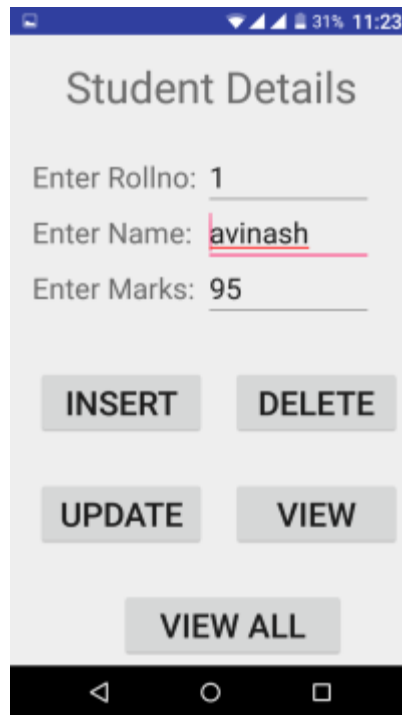 31% 11:23
Student Details
Enter Rollno: 1
Enter Name: avinash
Enter Marks: 95
INSERT DELETE
UPDATE VIEW
VIEW ALL